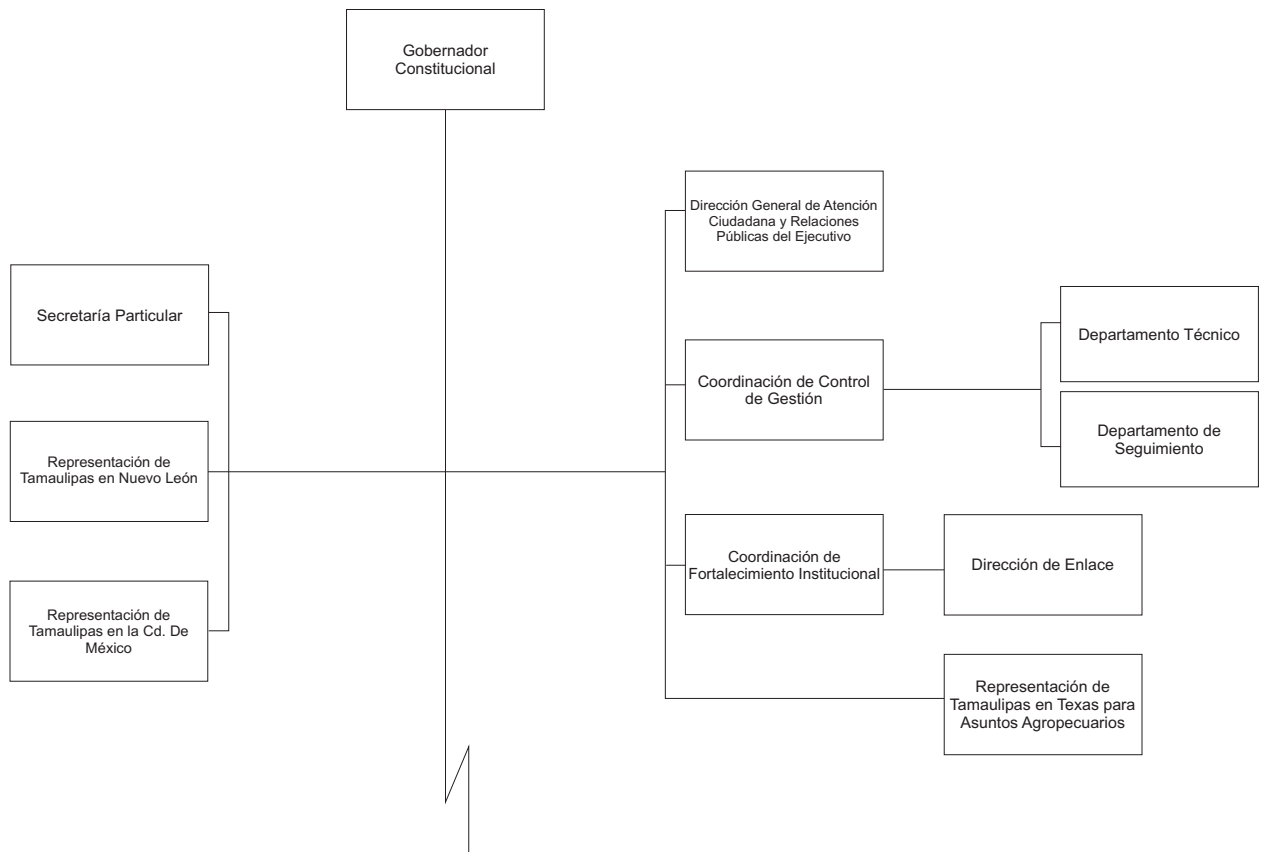 Gobernador
Constitucional
Dirección General de Atención
Ciudadana y Relaciones
Públicas del Ejecutivo
Secretaría Particular
Departamento Técnico
Coordinación de Control
de Gestión
Departamento de
Seguimiento
Representación de
Tamaulipas en Nuevo León
Coordinación de
Fortalecimiento Institucional
Dirección de Enlace
Representación de
Tamaulipas en la Cd. De
México
Representación de
Tamaulipas en Texas para
Asuntos Agropecuarios